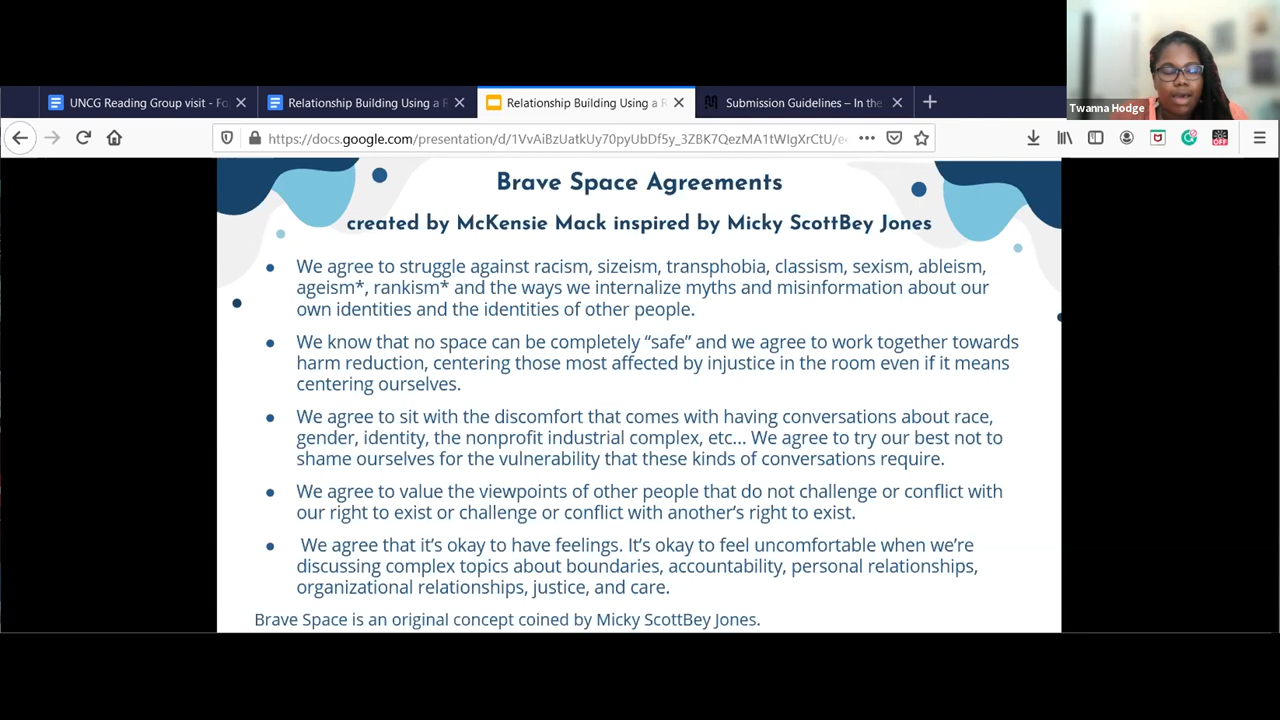 Twanna Hodge
UNCG Reading Group visit - Fo
Relationship Building Using a R
Relationship Building Using a R
Submission Guidelines – In the
https://docs.google.com/presentation/d/1VvAiBzUatkUy70pyUbDf5y_3ZBK7QezMA1tWIgXrCtU/e
OFF
Brave Space Agreements
created by McKensie Mack inspired by Micky ScottBey Jones
● We agree to struggle against racism, sizeism, transphobia, classism, sexism, ableism,
ageism*, rankism* and the ways we internalize myths and misinformation about our
own identities and the identities of other people.
● We know that no space can be completely “safe” and we agree to work together towards
harm reduction, centering those most affected by injustice in the room even if it means
centering ourselves.
● We agree to sit with the discomfort that comes with having conversations about race,
gender, identity, the nonprofit industrial complex, etc... We agree to try our best not to
shame ourselves for the vulnerability that these kinds of conversations require.
● We agree to value the viewpoints of other people that do not challenge or conflict with
our right to exist or challenge or conflict with another’s right to exist.
● We agree that it’s okay to have feelings. It’s okay to feel uncomfortable when we’re
discussing complex topics about boundaries, accountability, personal relationships,
organizational relationships, justice, and care.
Brave Space is an original concept coined by Micky ScottBey Jones.